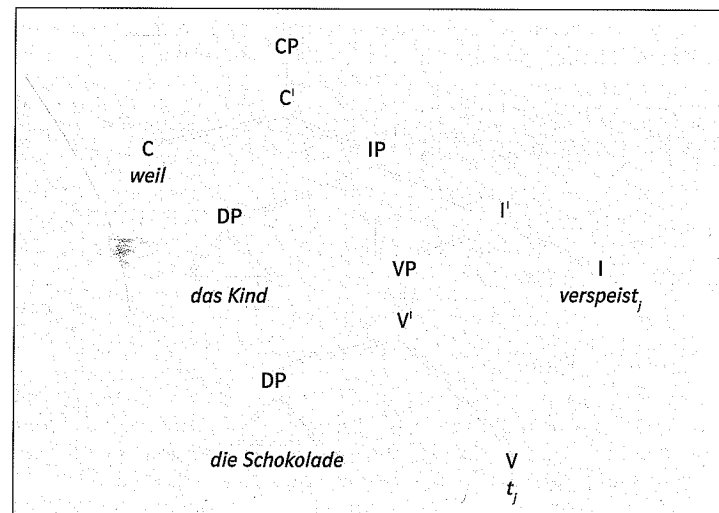 CP
C'
C IP
weil
DP I'
VP I
das Kind verspeist_j
V'
DP
die Schokolade V
t_j